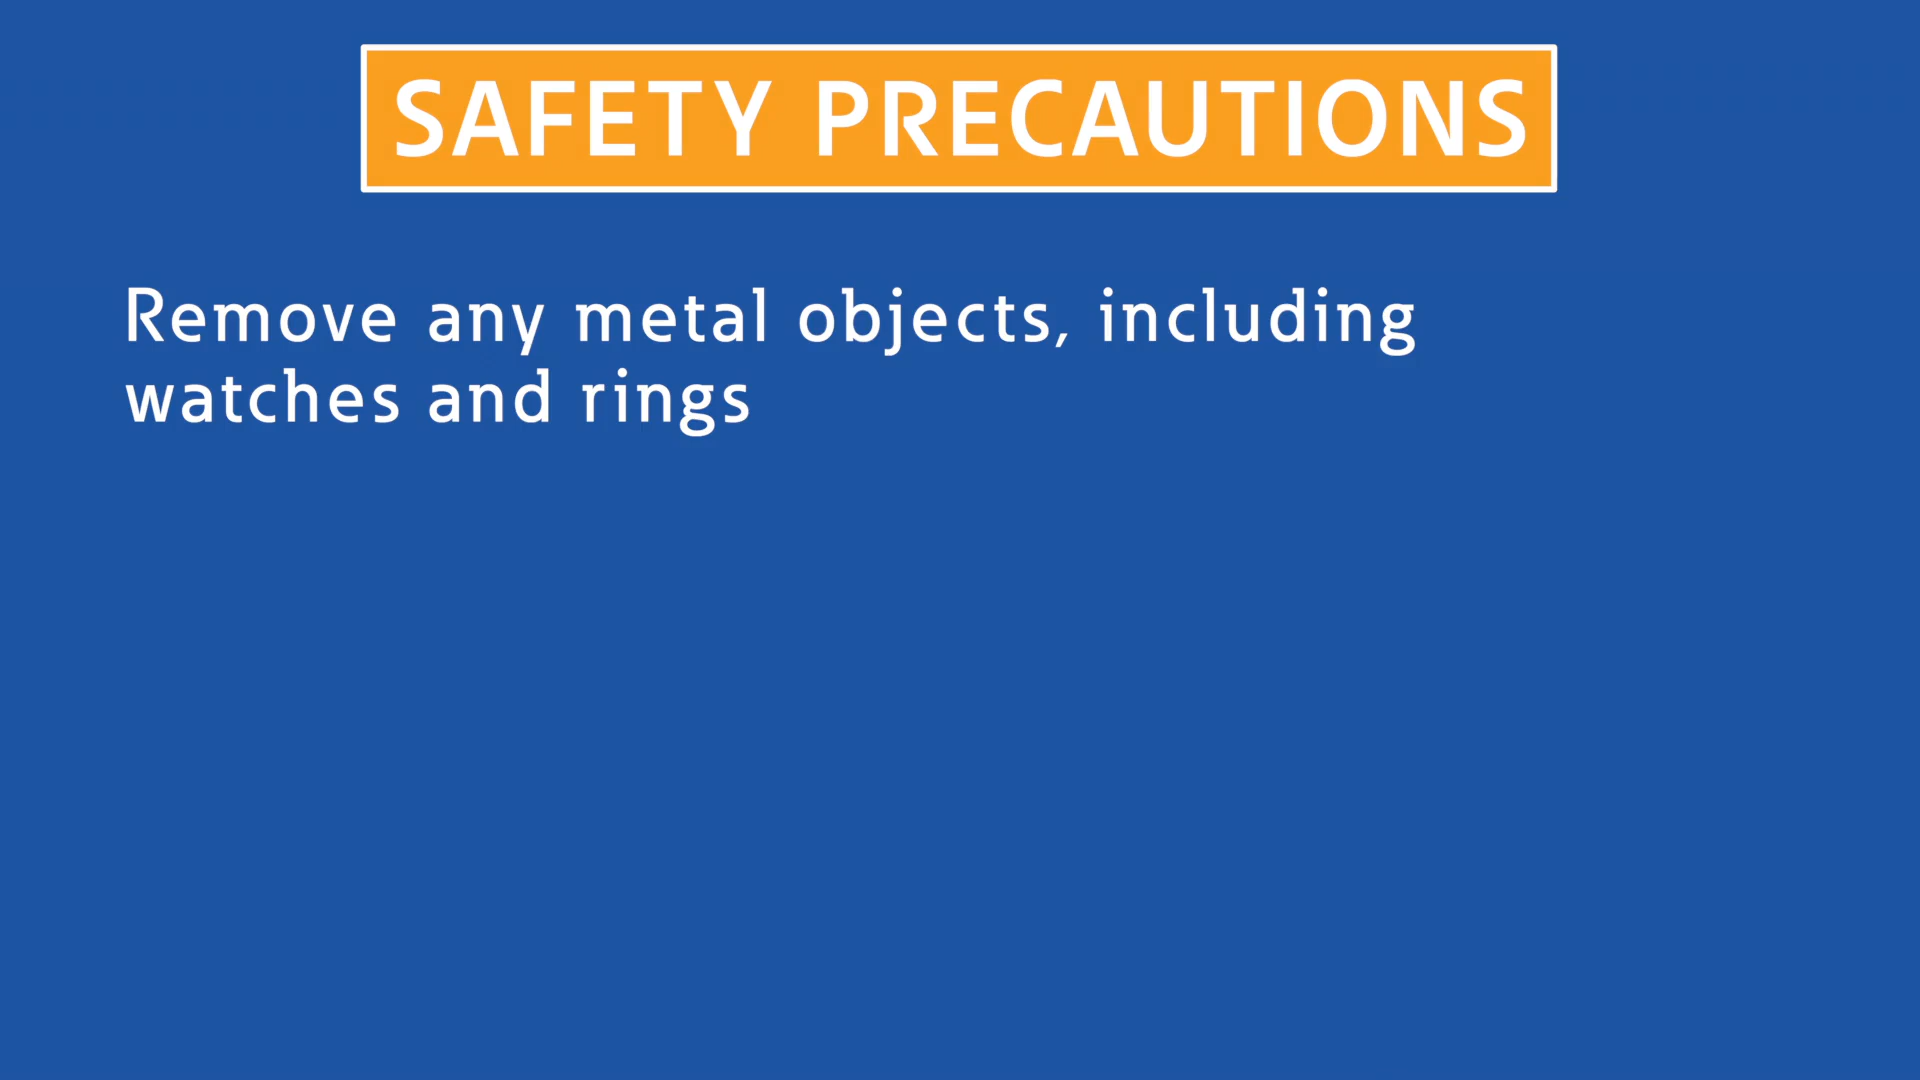 SAFETY PRECAUTIONS
Remove any metal objects, including
watches and rings